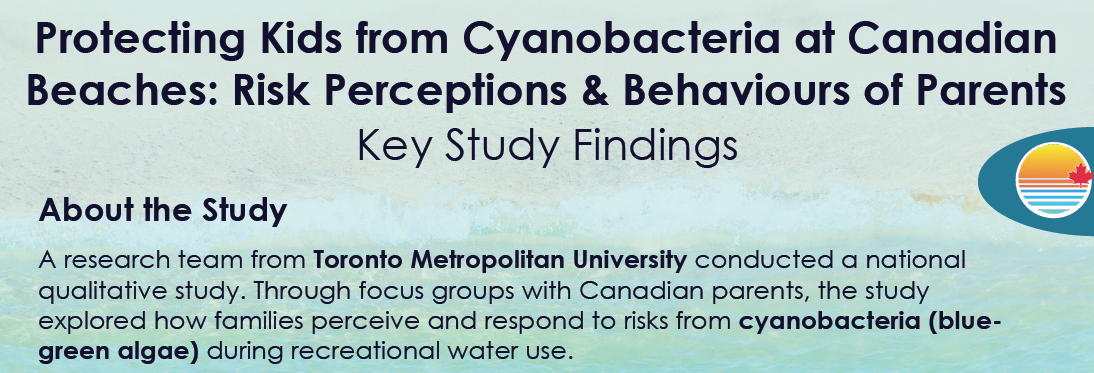 Protecting Kids from Cyanobacteria at Canadian
Beaches: Risk Perceptions & Behaviours of Parents
Key Study Findings
About the Study
A research team from Toronto Metropolitan University conducted a national
qualitative study. Through focus groups with Canadian parents, the study
explored how families perceive and respond to risks from cyanobacteria (blue-
green algae) during recreational water use.